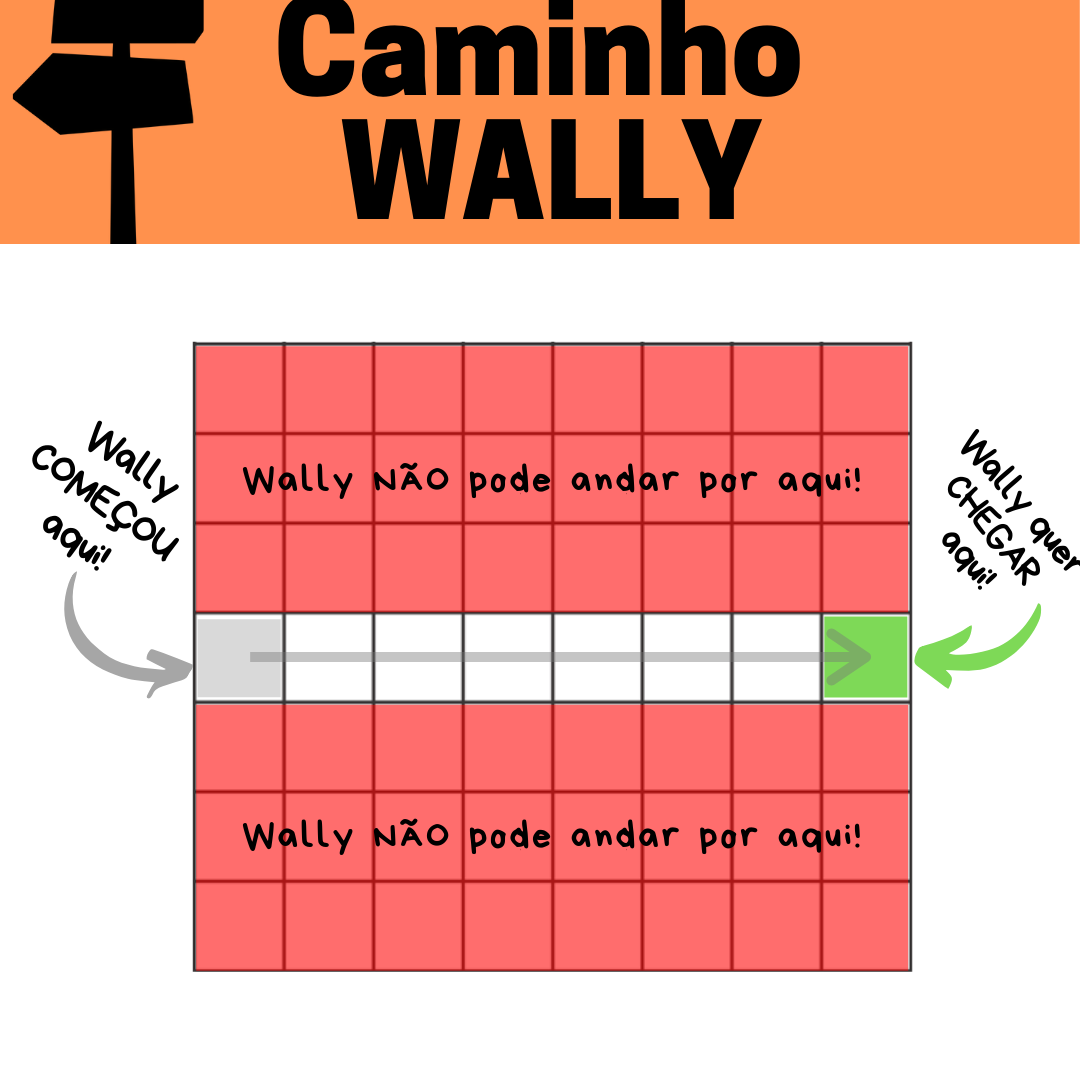 Caminho
WALLY
Wally
COMEÇOU
aqui!
Wally quer
CHEGAR
aqui!
Wally NÃO pode andar por aqui!
Wally NÃO pode andar por aqui!